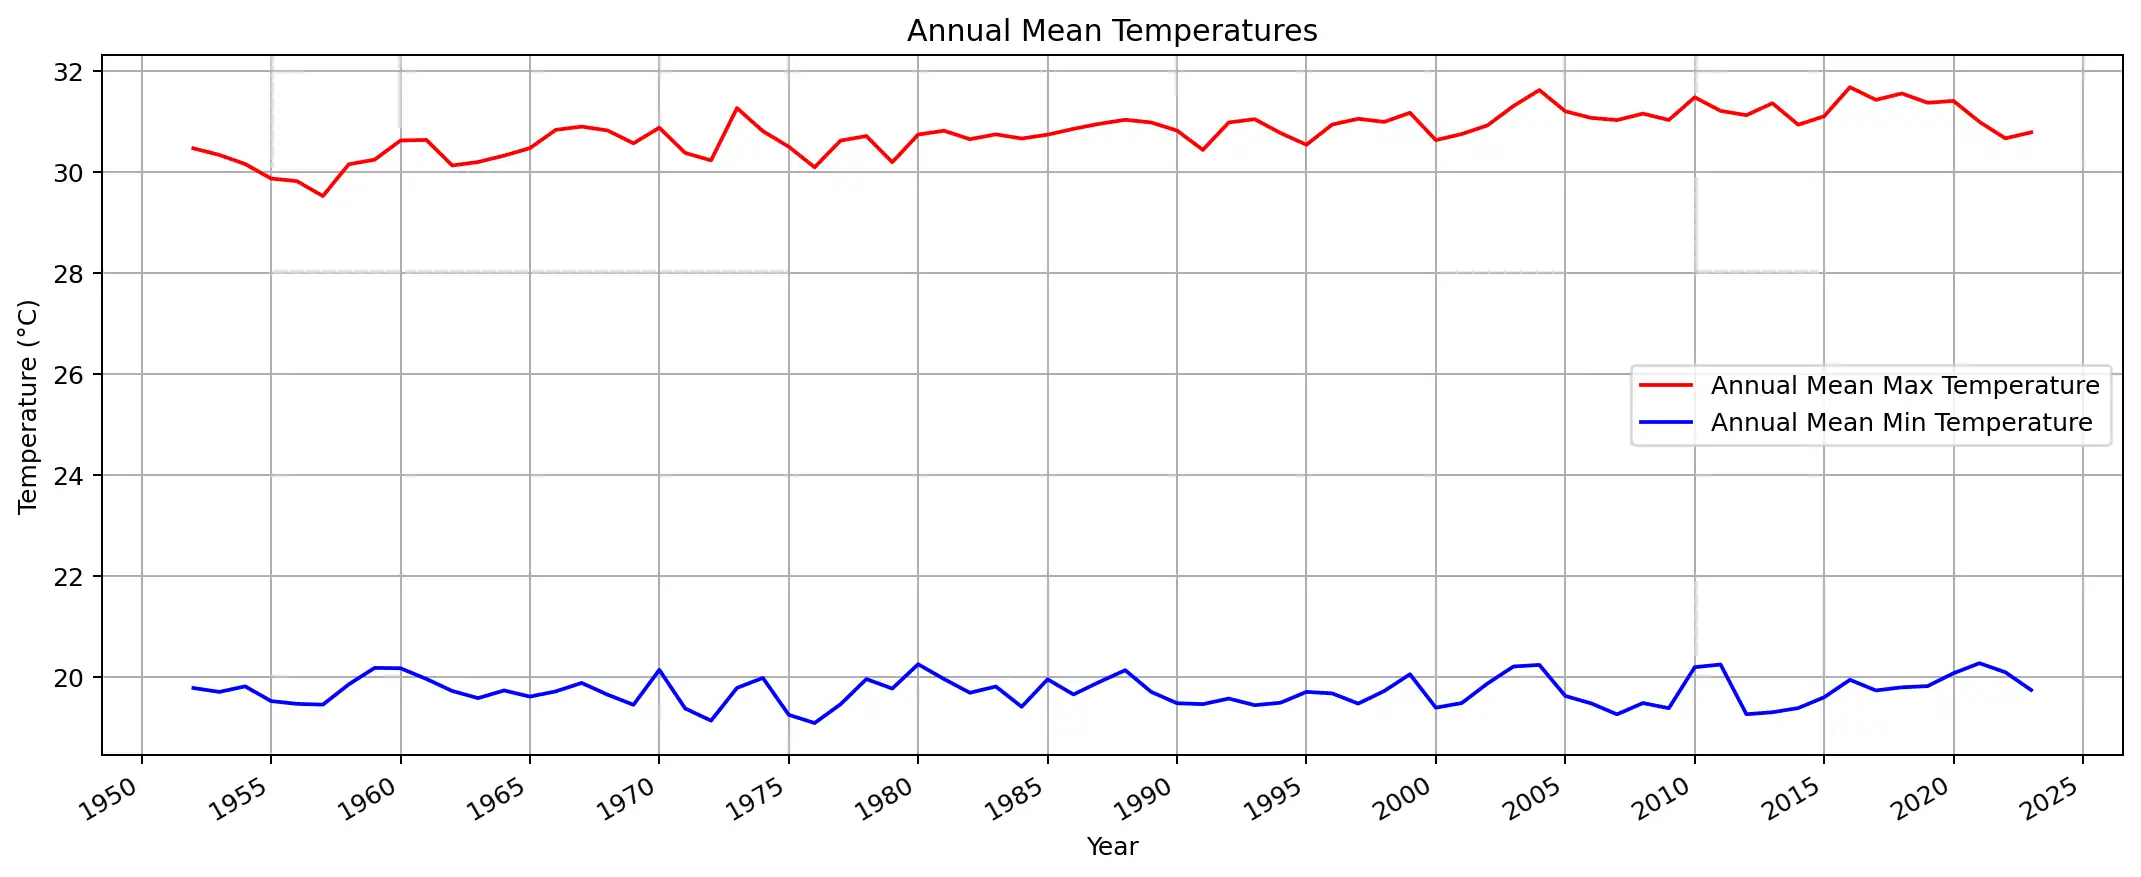 Annual Mean Temperatures
32
30
28
26
24
22
20
Temperature (°C)
Annual Mean Max Temperature
Annual Mean Min Temperature
1950 1955 1960 1965 1970 1975 1980 1985 1990 1995 2000 2005 2010 2015 2020 2025
Year